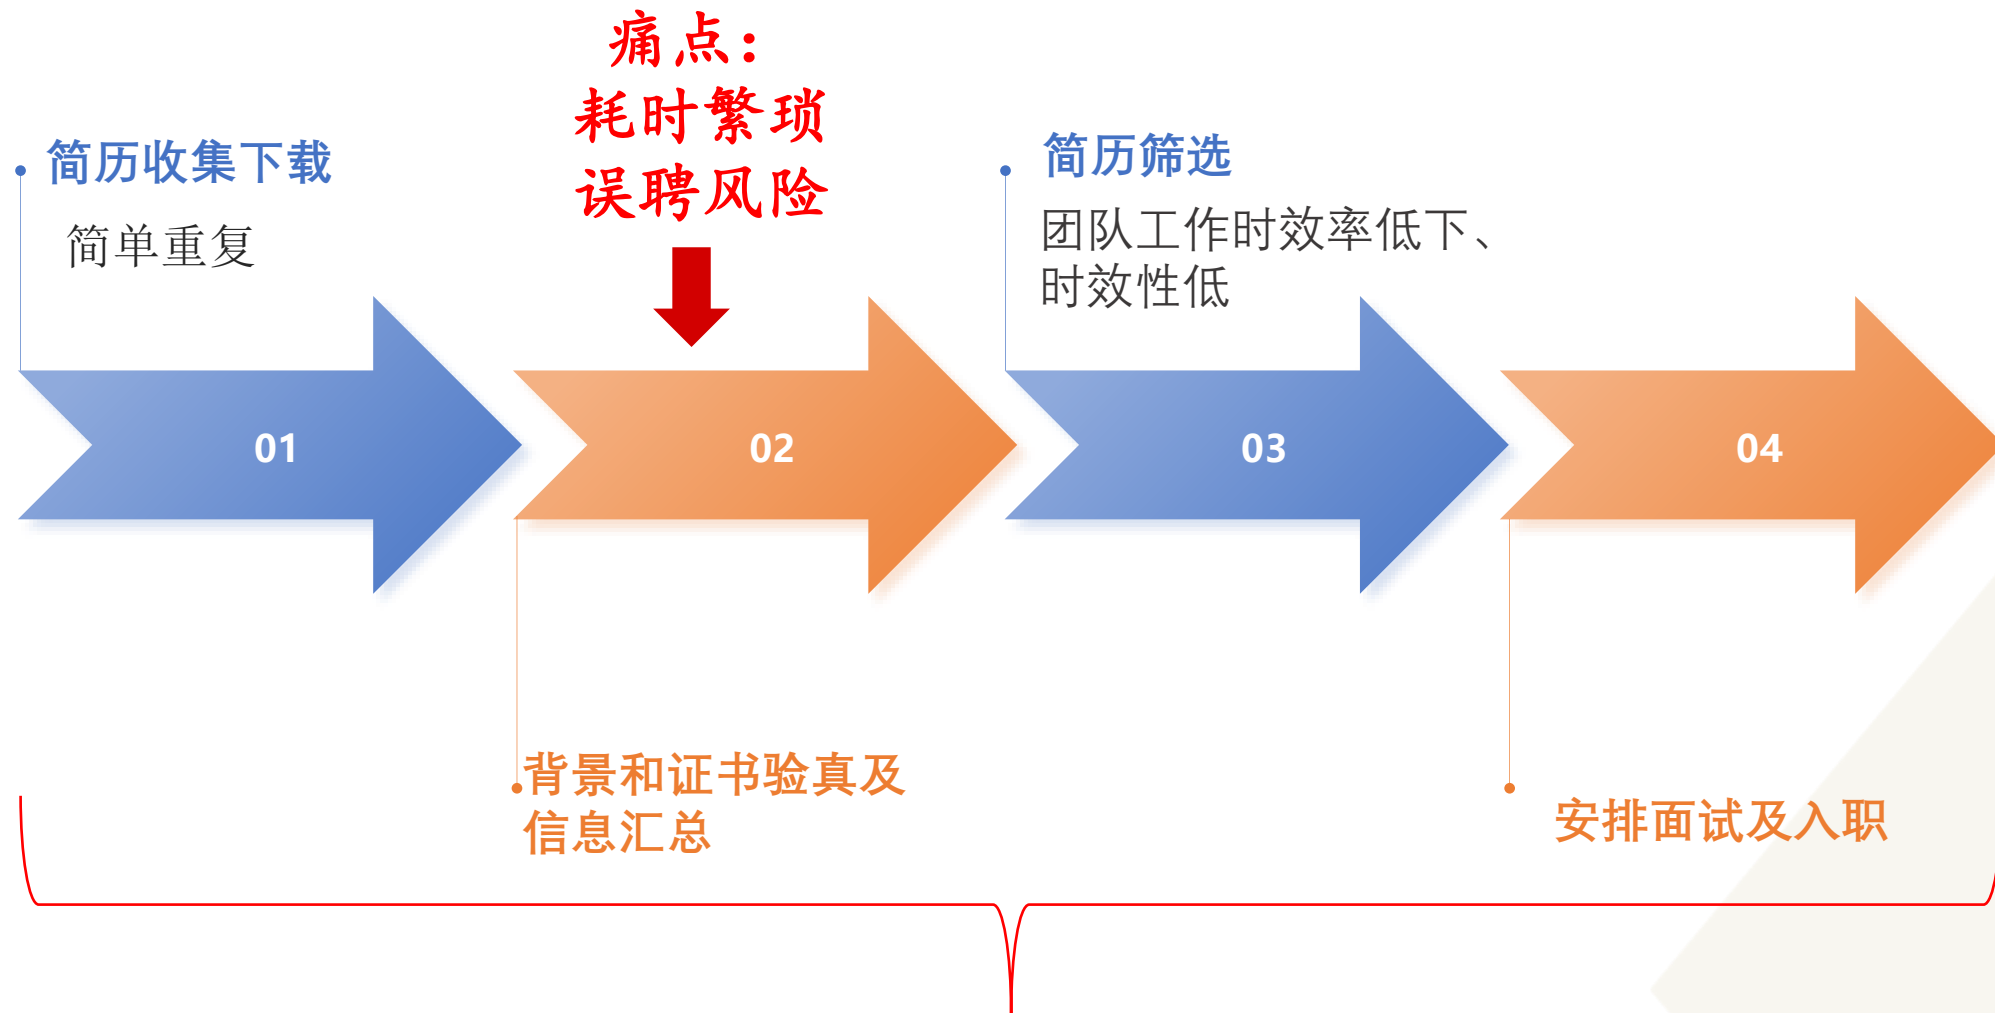 痛点：
耗时繁琐
误聘风险
简历收集下载
简单重复
简历筛选
团队工作时效率低下、
时效性低
01
02
03
04
背景和证书验真及
信息汇总
安排面试及入职